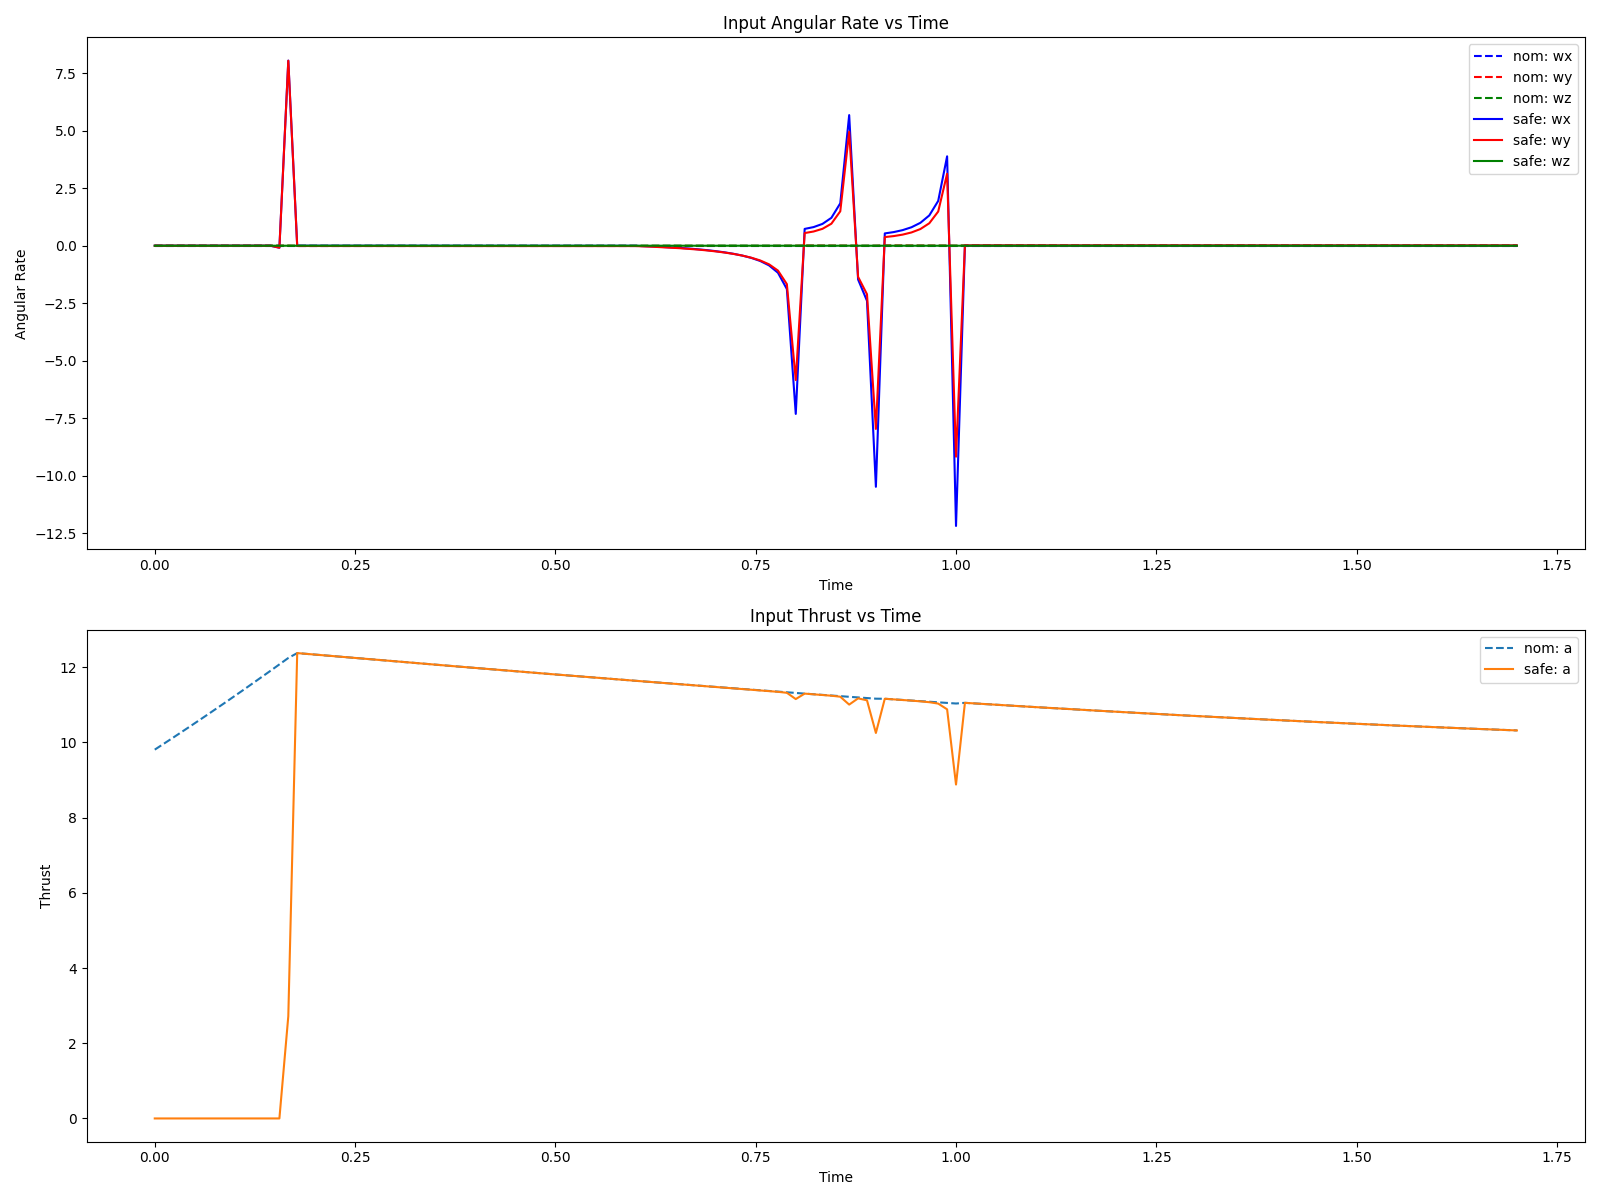 Input Angular Rate vs Time
7.5
5.0
2.5
0.0
−2.5
−5.0
−7.5
−10.0
−12.5
Angular Rate
nom: wx
nom: wy
nom: wz
safe: wx
safe: wy
safe: wz
0.00 0.25 0.50 0.75 1.00 1.25 1.50 1.75
Time
Input Thrust vs Time
12
10
8
6
4
2
0
Thrust
nom: a
safe: a
0.00 0.25 0.50 0.75 1.00 1.25 1.50 1.75
Time